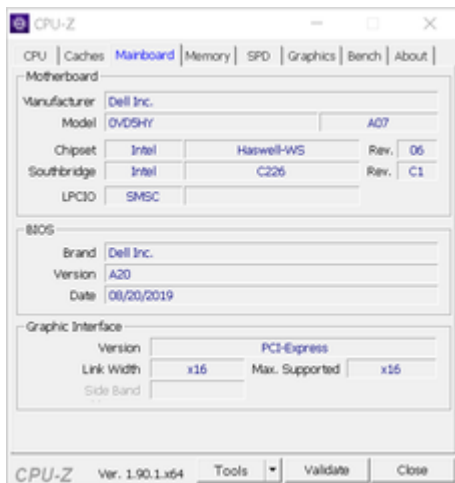 CPU-Z
CPU Caches Mainboard Memory SPD Graphics Bench About
Motherboard
Manufacturer Dell Inc.
Model 0VD5HY A07
Chipset Intel Haswell-WS Rev. 06
Southbridge Intel C226 Rev. C1
LPCIO SMSC
BIOS
Brand Dell Inc.
Version A20
Date 08/20/2019
Graphic Interface
Version PCI-Express
Link Width x16 Max. Supported x16
Side Band
CPU-Z Ver. 1.90.1.x64 Tools Validate Close